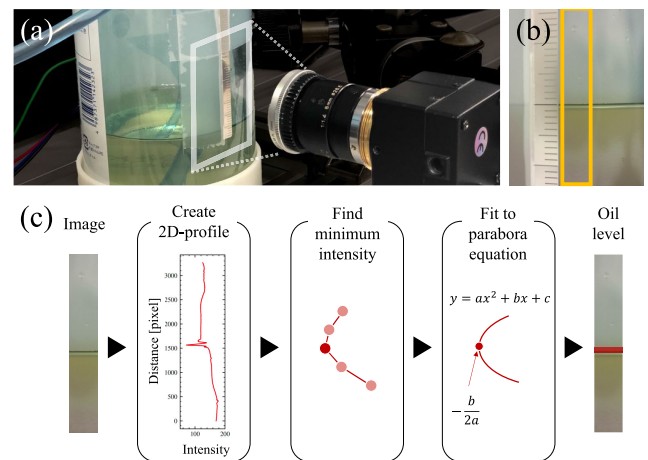 (a)
(b)
(c)
Image
Create
2D-profile
Find
minimum
intensity
Fit to
parabora
equation
Oil
level
Distance [pixel]
3000
2500
2000
1500
1000
500
0
100
200
Intensity
y = ax² + bx + c
−b/2a